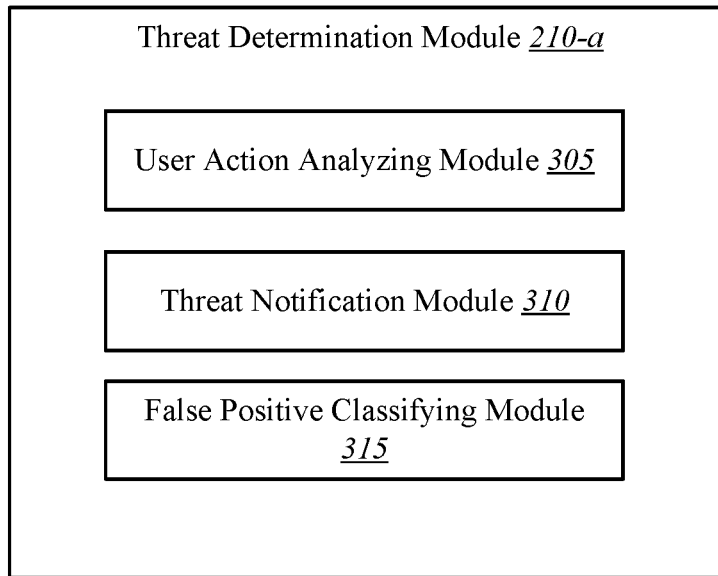 Threat Determination Module 210-a
User Action Analyzing Module 305
Threat Notification Module 310
False Positive Classifying Module
315